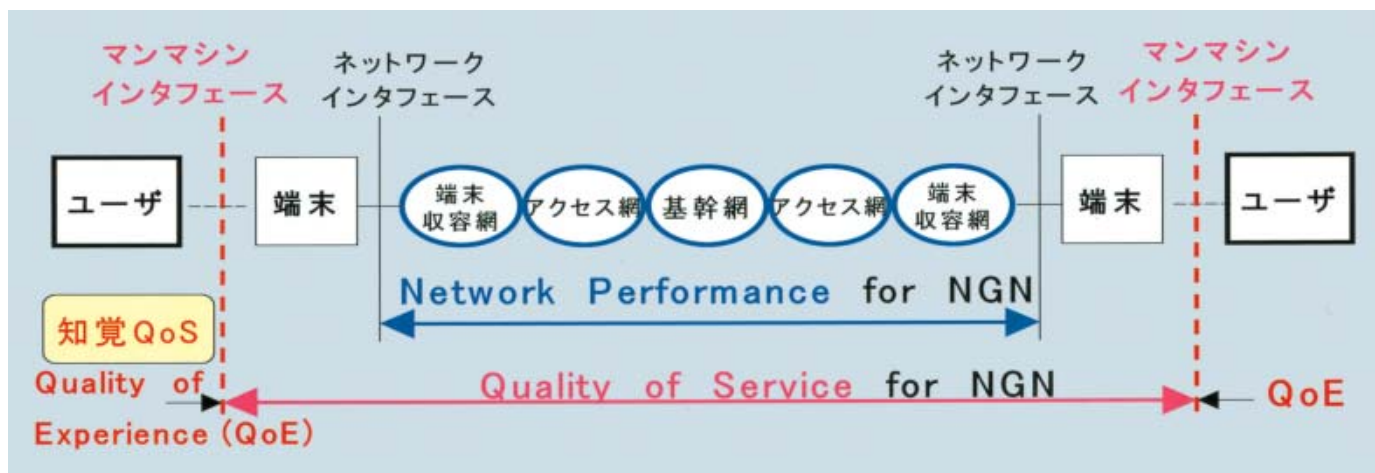 マンマシン
インタフェース
ネットワーク
インタフェース
ネットワーク
インタフェース
マンマシン
インタフェース
ユーザ
端末
端末
収容網
アクセス網
基幹網
アクセス網
端末
収容網
端末
ユーザ
Network Performance for NGN
知覚QoS
Quality of
Experience (QoE)
Quality of Service for NGN
QoE